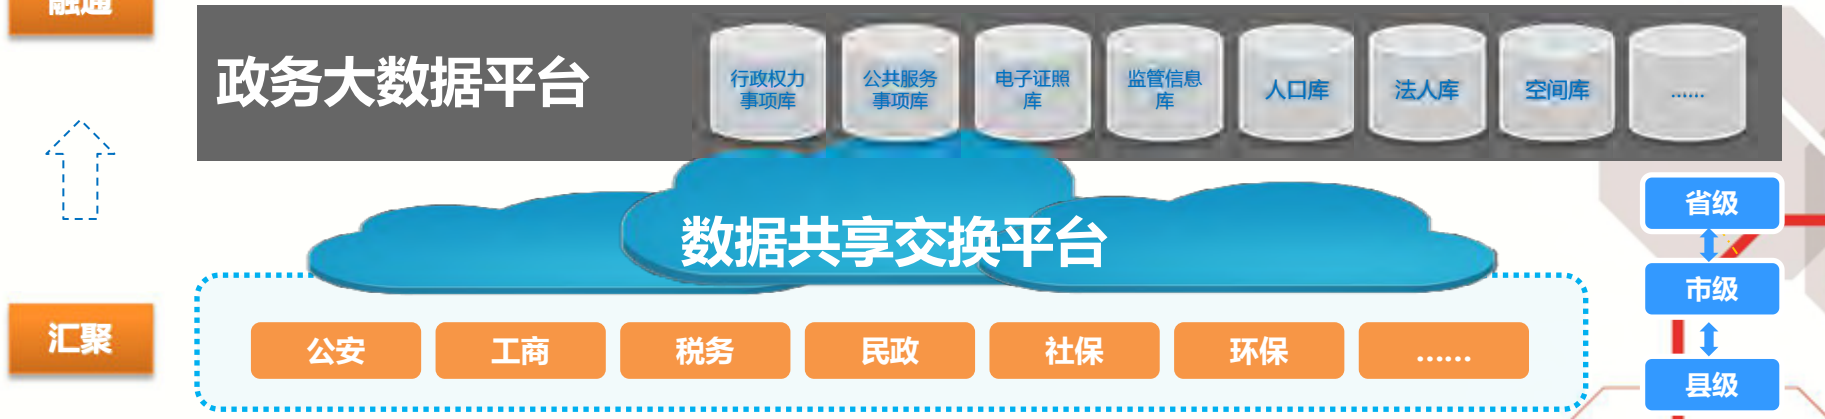 融通
政务大数据平台
行政权力
事项库
公共服务
事项库
电子证照
库
监管信息
库
人口库
法人库
空间库
......
数据共享交换平台
省级
市级
县级
汇聚
公安
工商
税务
民政
社保
环保
......